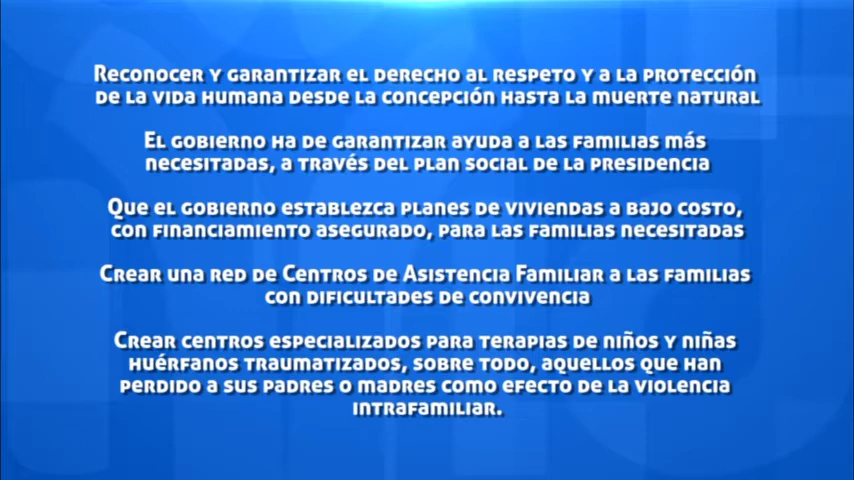 Reconocer y garantizar el derecho al respeto y a la protección
de la vida humana desde la concepción hasta la muerte natural
El gobierno ha de garantizar ayuda a las familias más
necesitadas, a través del plan social de la presidencia
Que el gobierno establezca planes de viviendas a bajo costo,
con financiamiento asegurado, para las familias necesitadas
Crear una red de Centros de Asistencia Familiar a las familias
con dificultades de convivencia
Crear centros especializados para terapias de niños y niñas
huérfanos traumatizados, sobre todo, aquellos que han
perdido a sus padres o madres como efecto de la violencia
intrafamiliar.